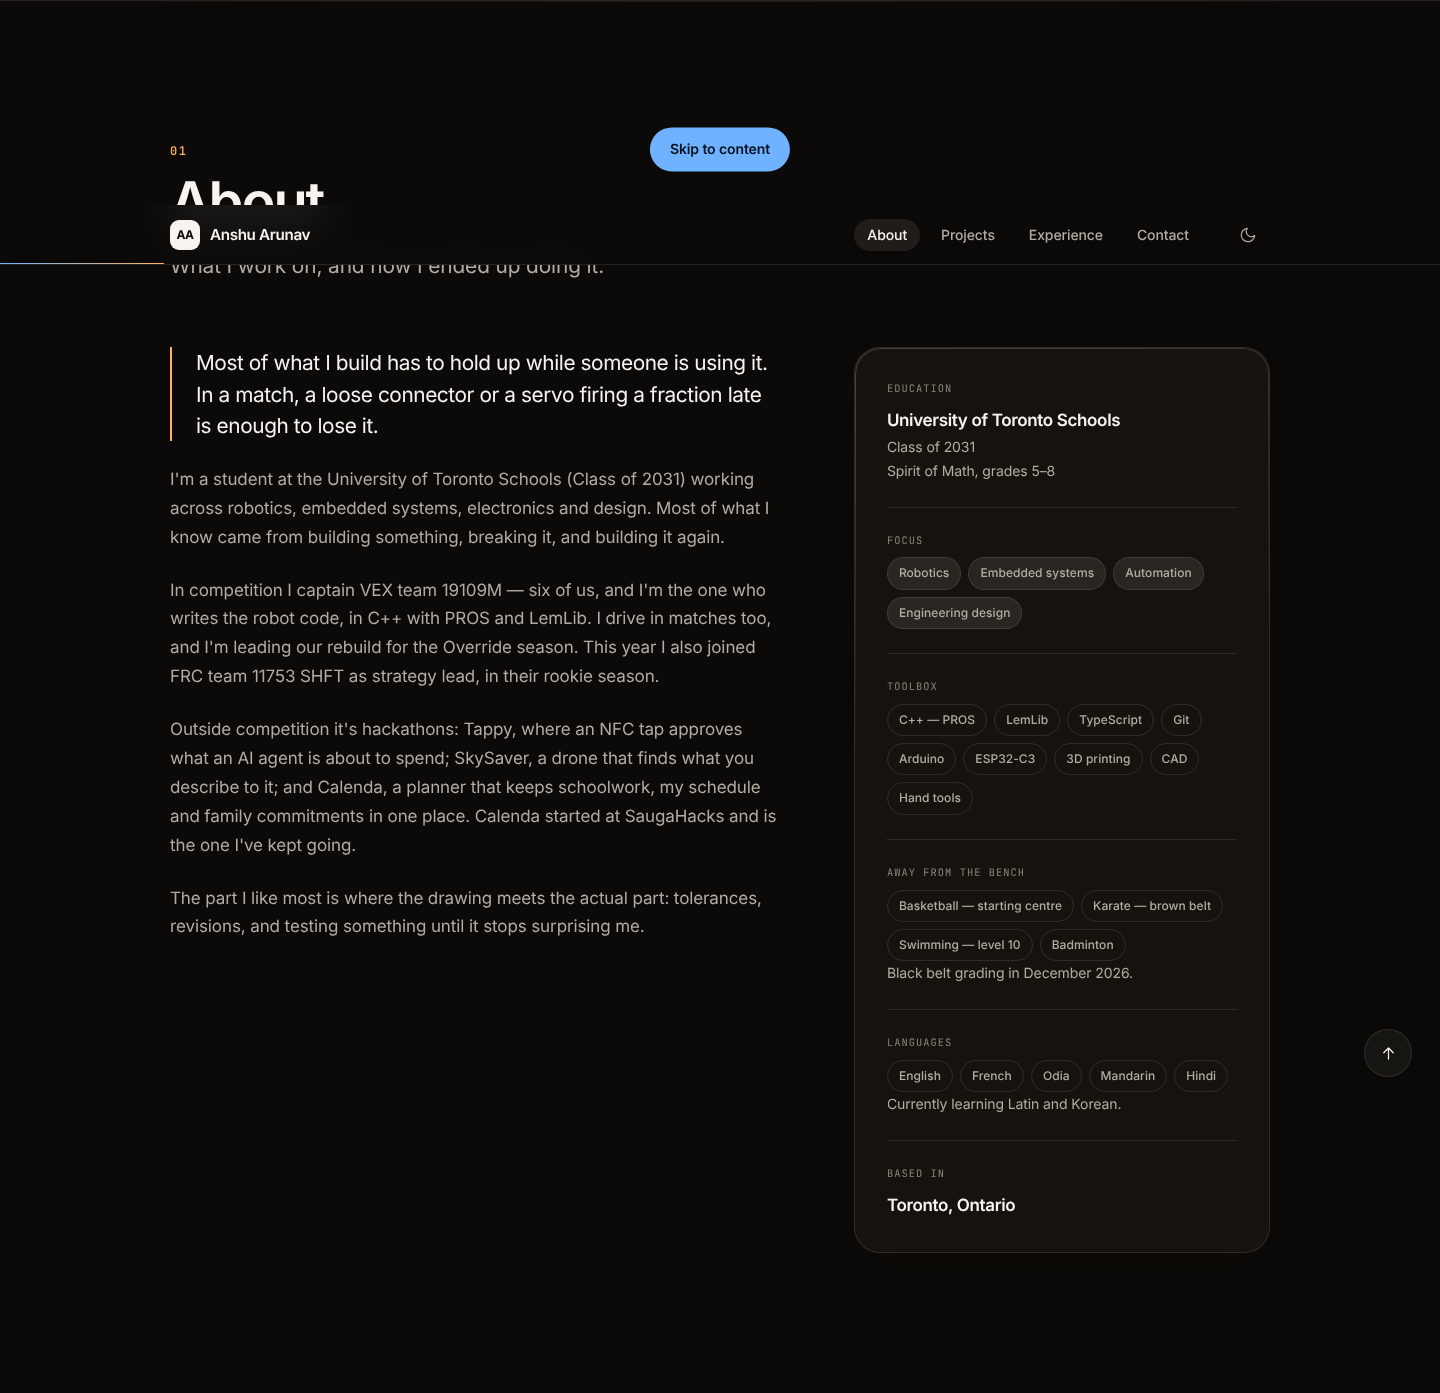 01
Skip to content
About
AA Anshu Arunav
About Projects Experience Contact
What I work on, and how I ended up doing it.
Most of what I build has to hold up while someone is using it.
In a match, a loose connector or a servo firing a fraction late
is enough to lose it.
I'm a student at the University of Toronto Schools (Class of 2031) working
across robotics, embedded systems, electronics and design. Most of what I
know came from building something, breaking it, and building it again.
In competition I captain VEX team 19109M — six of us, and I'm the one who
writes the robot code, in C++ with PROS and LemLib. I drive in matches too,
and I'm leading our rebuild for the Override season. This year I also joined
FRC team 11753 SHFT as strategy lead, in their rookie season.
Outside competition it's hackathons: Tappy, where an NFC tap approves
what an AI agent is about to spend; SkySaver, a drone that finds what you
describe to it; and Calenda, a planner that keeps schoolwork, my schedule
and family commitments in one place. Calenda started at SaugaHacks and is
the one I've kept going.
The part I like most is where the drawing meets the actual part: tolerances,
revisions, and testing something until it stops surprising me.
EDUCATION
University of Toronto Schools
Class of 2031
Spirit of Math, grades 5–8
FOCUS
Robotics Embedded systems Automation
Engineering design
TOOLBOX
C++ — PROS LemLib TypeScript Git
Arduino ESP32-C3 3D printing CAD
Hand tools
AWAY FROM THE BENCH
Basketball — starting centre Karate — brown belt
Swimming — level 10 Badminton
Black belt grading in December 2026.
LANGUAGES
English French Odia Mandarin Hindi
Currently learning Latin and Korean.
BASED IN
Toronto, Ontario